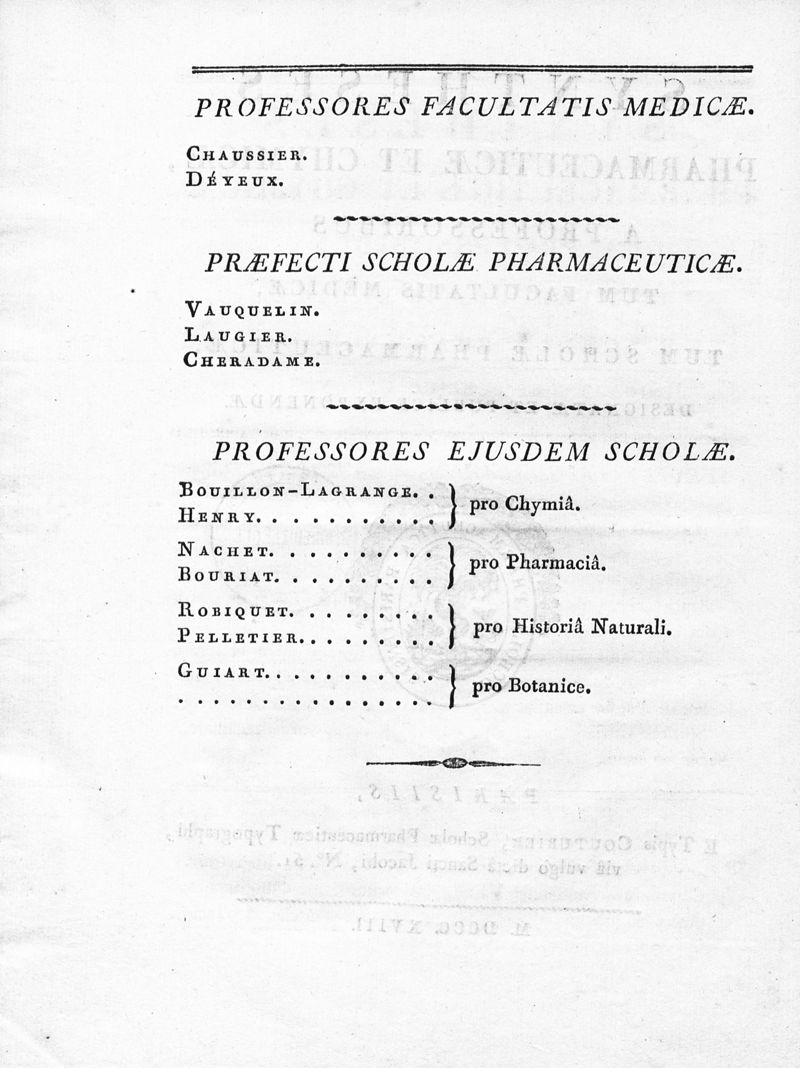 PROFESSORES FACULTATIS MEDICÆ.
CHAUSSIER.
DÉYEUX.
PRÆFECTI SCHOLÆ PHARMACEUTICÆ.
VAUQUELIN.
LAUGIER.
CHERADAME.
PROFESSORES EJUSDEM SCHOLÆ.
BOUILLON-LAGRANGE. .
HENRY. . . . . . . . . . .
pro Chymiâ.
NACHET. . . . . . . . . .
BOURIAT. . . . . . . . . .
pro Pharmaciâ.
ROBIQUET. . . . . . . . .
PELLETIER. . . . . . . . .
pro Historiâ Naturali.
GUIART. . . . . . . . . . .
. . . . . . . . . . . . . . . . .
pro Botanice.